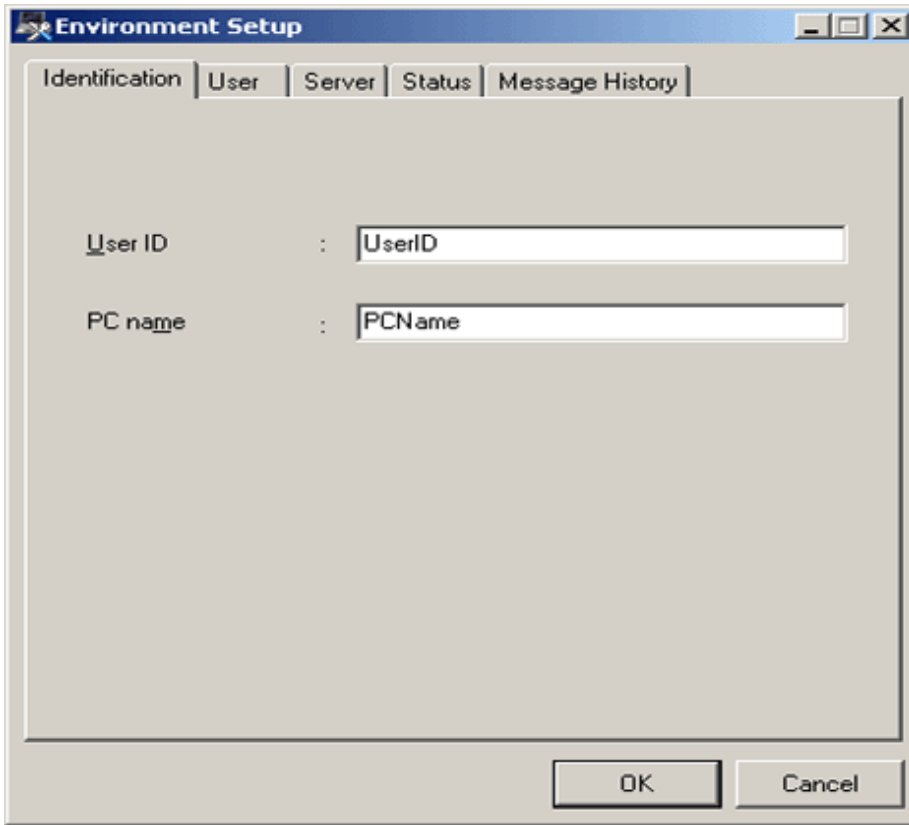 Environment Setup
Identification User Server Status Message History
User ID : UserID
PC name : PCName
OK Cancel